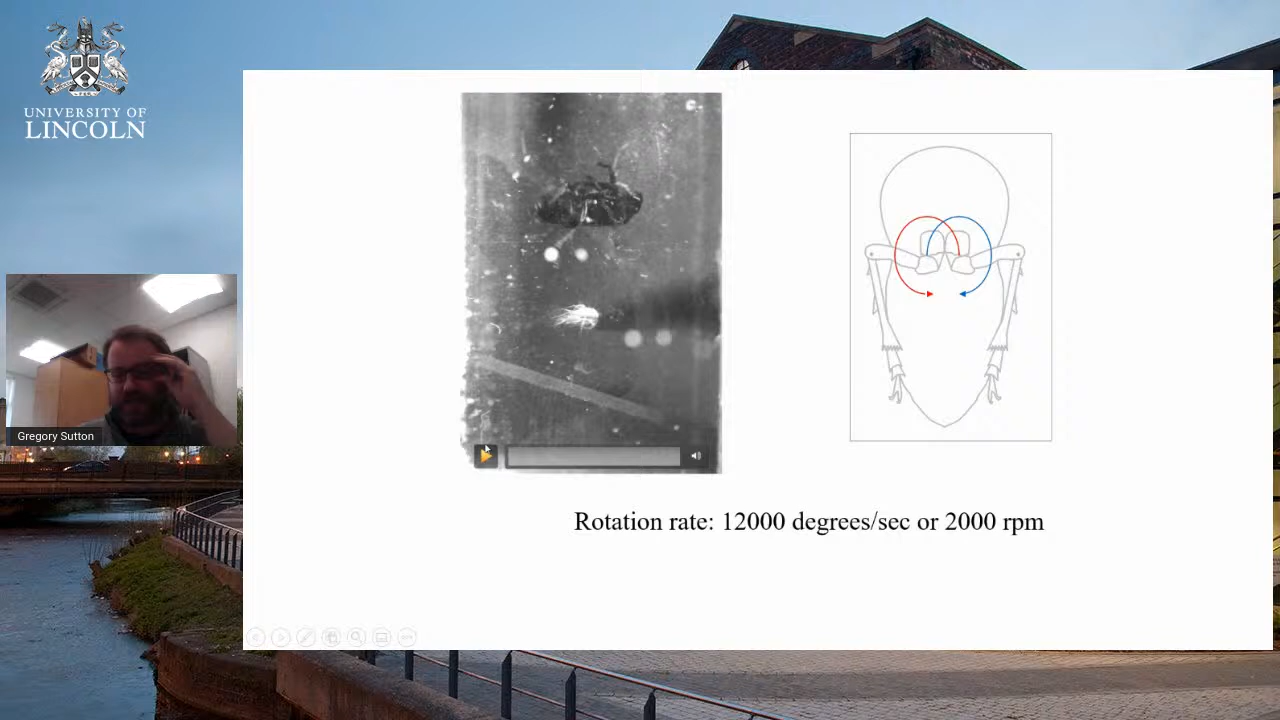 UNIVERSITY OF
LINCOLN
Gregory Sutton
Rotation rate: 12000 degrees/sec or 2000 rpm